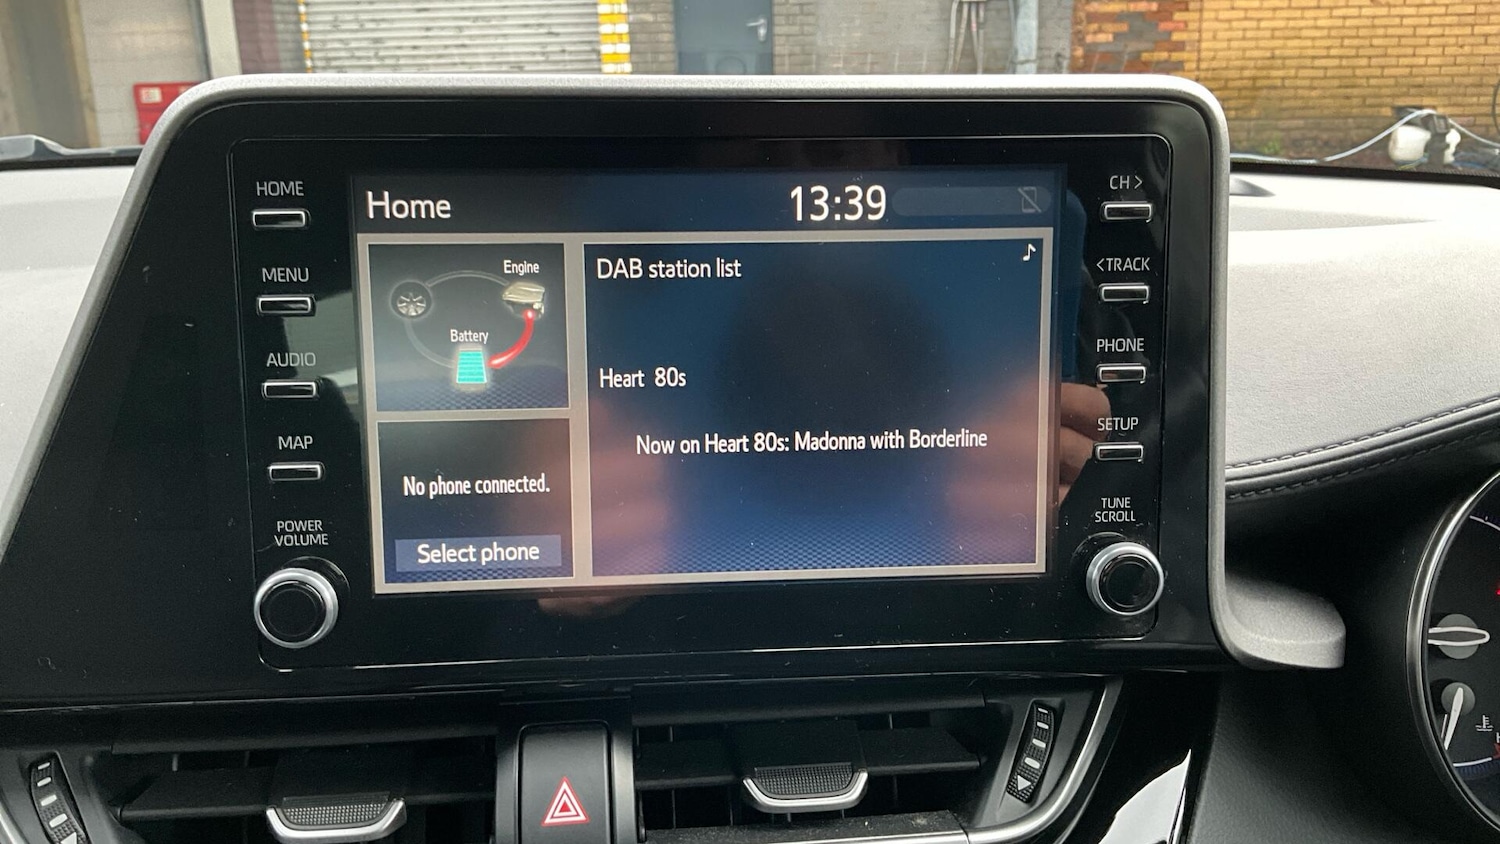 HOME
MENU
AUDIO
MAP
POWER
VOLUME
Home
13:39
Engine
Battery
No phone connected.
Select phone
DAB station list
Heart 80s
Now on Heart 80s: Madonna with Borderline
CH >
<TRACK
PHONE
SETUP
TUNE
SCROLL